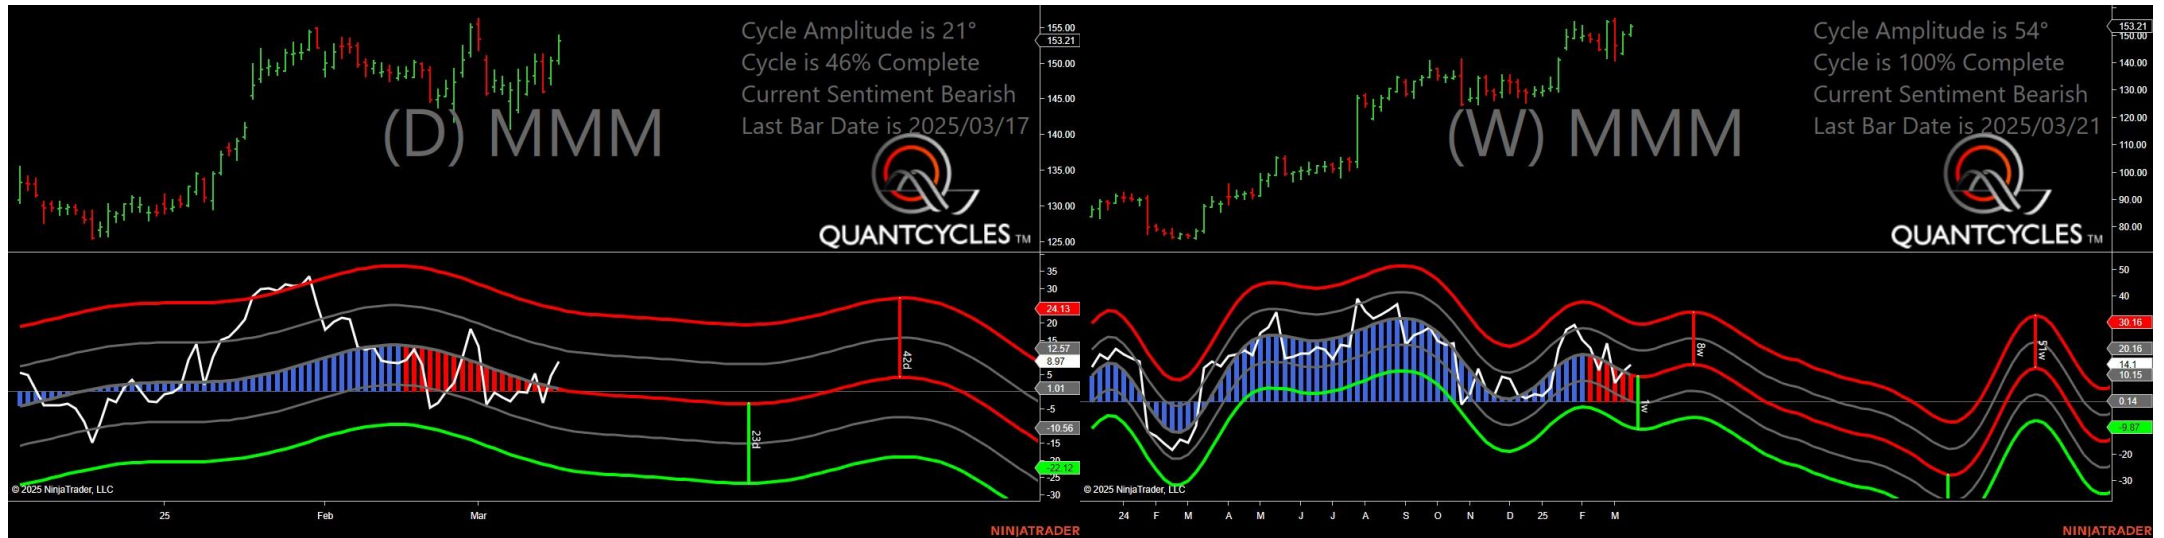 Cycle Amplitude is 21°
Cycle is 46% Complete
Current Sentiment Bearish
Last Bar Date is 2025/03/17
(D) MMM
QUANTCYCLES TM
155.00
153.21
150.00
145.00
140.00
135.00
130.00
125.00
35
30
24.13
20
15
12.57
8.97
5
1.01
-5
-10.56
-15
-20
-22.12
-25
-30
42d
23d
© 2025 NinjaTrader, LLC
25 Feb Mar
NINJATRADER
Cycle Amplitude is 54°
Cycle is 100% Complete
Current Sentiment Bearish
Last Bar Date is 2025/03/21
(W) MMM
QUANTCYCLES TM
153.21
150.00
140.00
130.00
120.00
110.00
100.00
90.00
80.00
50
40
30.16
20.16
14.1
10.15
0.14
-9.87
-20
-30
8w
1w
51w
© 2025 NinjaTrader, LLC
24 F M A M J J A S O N D 25 F M
NINJATRADER